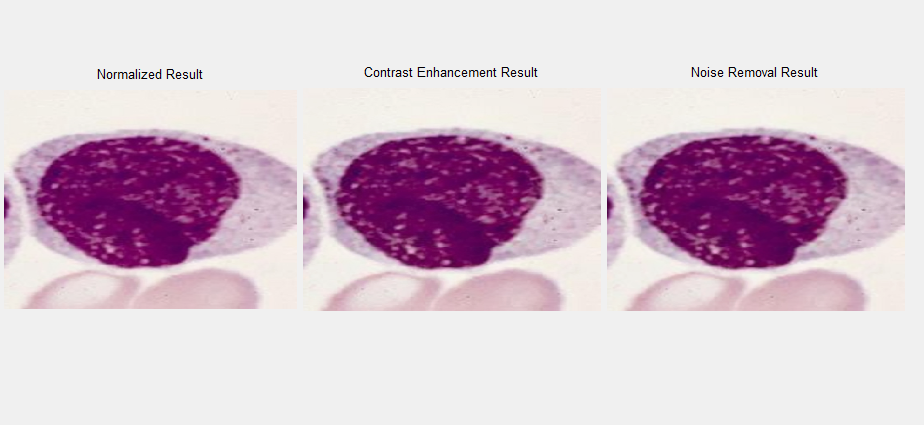 Normalized Result
Contrast Enhancement Result
Noise Removal Result